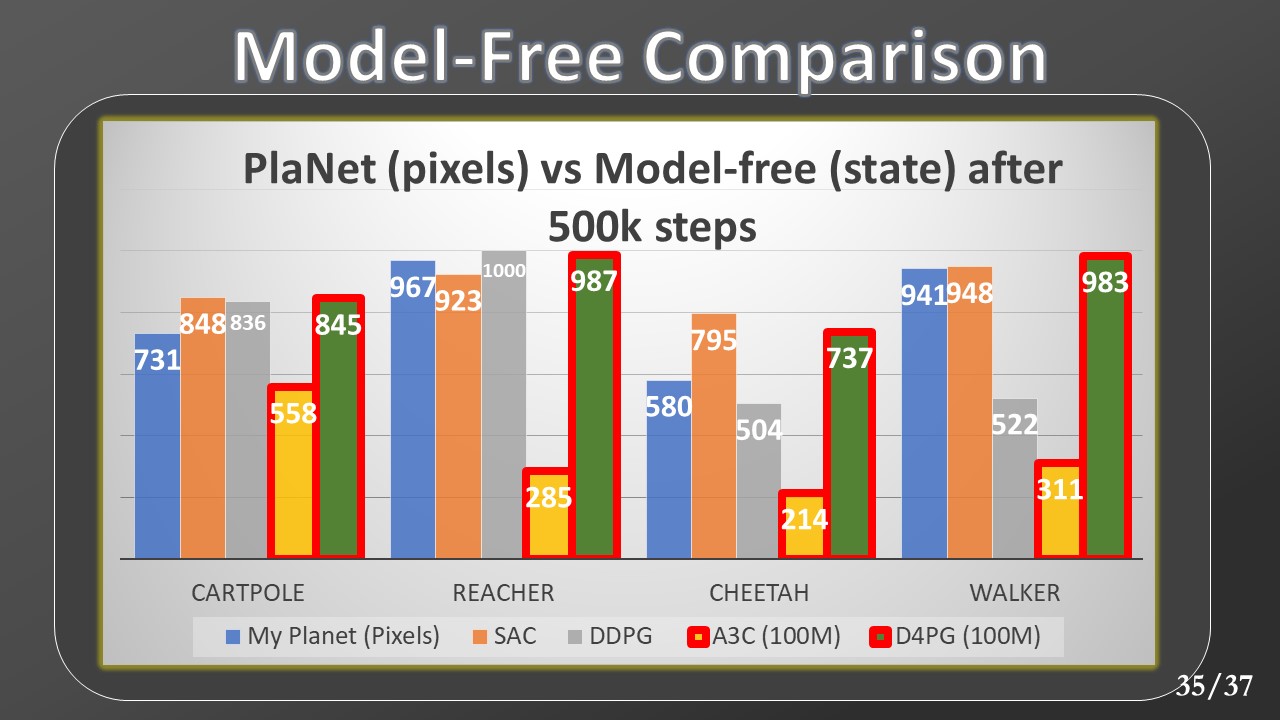 Model-Free Comparison
PlaNet (pixels) vs Model-free (state) after
500k steps
731
848
836
558
845
967
923
1000
285
987
580
795
504
214
737
941
948
522
311
983
CARTPOLE
REACHER
CHEETAH
WALKER
My Planet (Pixels)
SAC
DDPG
A3C (100M)
D4PG (100M)
35/37